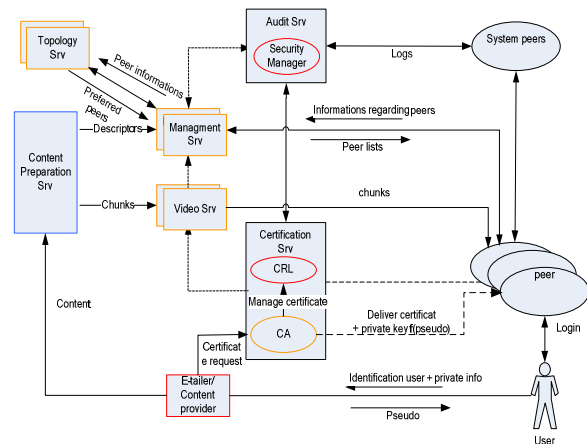 Audit Srv
Topology
Srv
Security
Manager
Logs
System peers
Peer informations
Preferred
peers
Descriptors
Managment
Srv
Informations regarding peers
Peer lists
Content
Preparation
Srv
Chunks
Video Srv
chunks
Certification
Srv
CRL
peer
Manage certificate
Content
Deliver certificat
+ private key f(pseudo)
Login
CA
Certificat
e request
E-tailer/
Content
provider
Identification user + private info
Pseudo
User